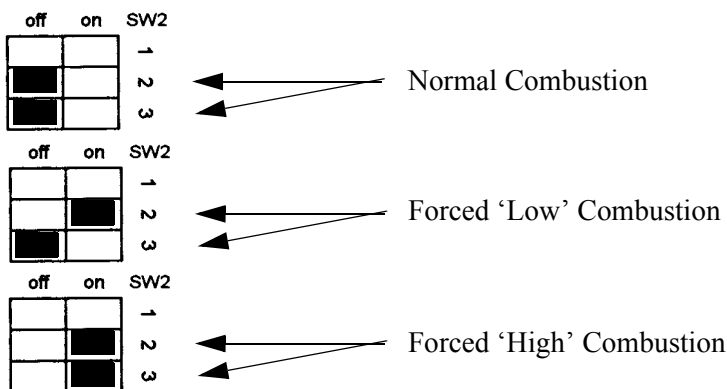 off on SW2
1
2 Normal Combustion
3
off on SW2
1
2 Forced ‘Low’ Combustion
3
off on SW2
1
2 Forced ‘High’ Combustion
3